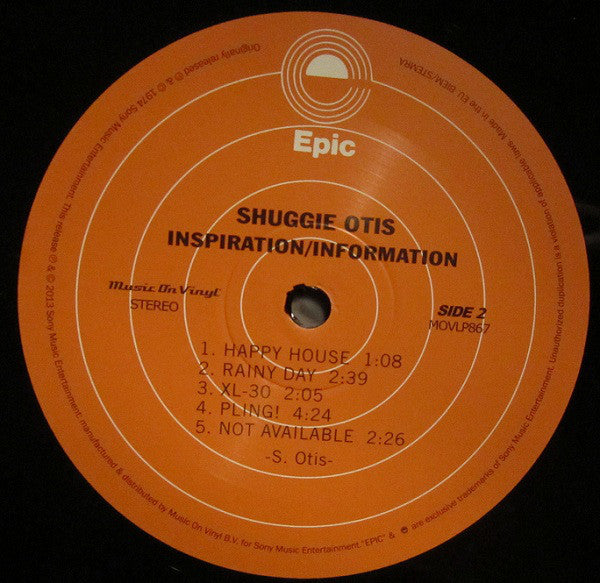 Epic
SHUGGIE OTIS
INSPIRATION/INFORMATION
Music On Vinyl
STEREO
SIDE 2
MOVLP867
1. HAPPY HOUSE 1:08
2. RAINY DAY 2:39
3. XL-30 2:05
4. PLING! 4:24
5. NOT AVAILABLE 2:26
-S. Otis-
Originally released ℗ & © 1974 Sony Music Entertainment. This release ℗ & © 2013 Sony Music Entertainment, manufactured & distributed by Music On Vinyl B.V. for Sony Music Entertainment. "EPIC" & e are exclusive trademarks of Sony Music Entertainment. Unauthorized duplication is a violation of applicable laws. Made in the EU. BIEM/STEMRA